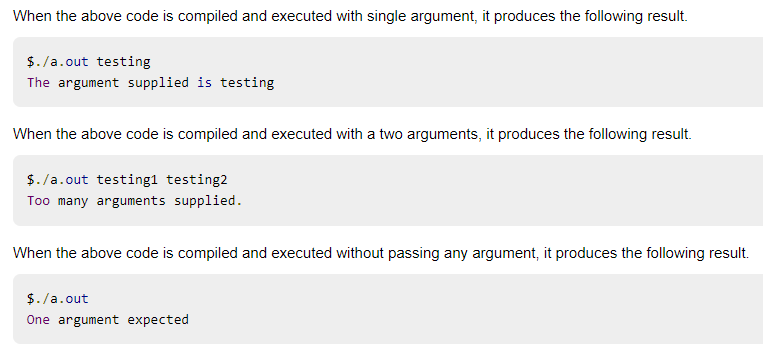 When the above code is compiled and executed with single argument, it produces the following result.
$./a.out testing
The argument supplied is testing
When the above code is compiled and executed with a two arguments, it produces the following result.
$./a.out testing1 testing2
Too many arguments supplied.
When the above code is compiled and executed without passing any argument, it produces the following result.
$./a.out
One argument expected